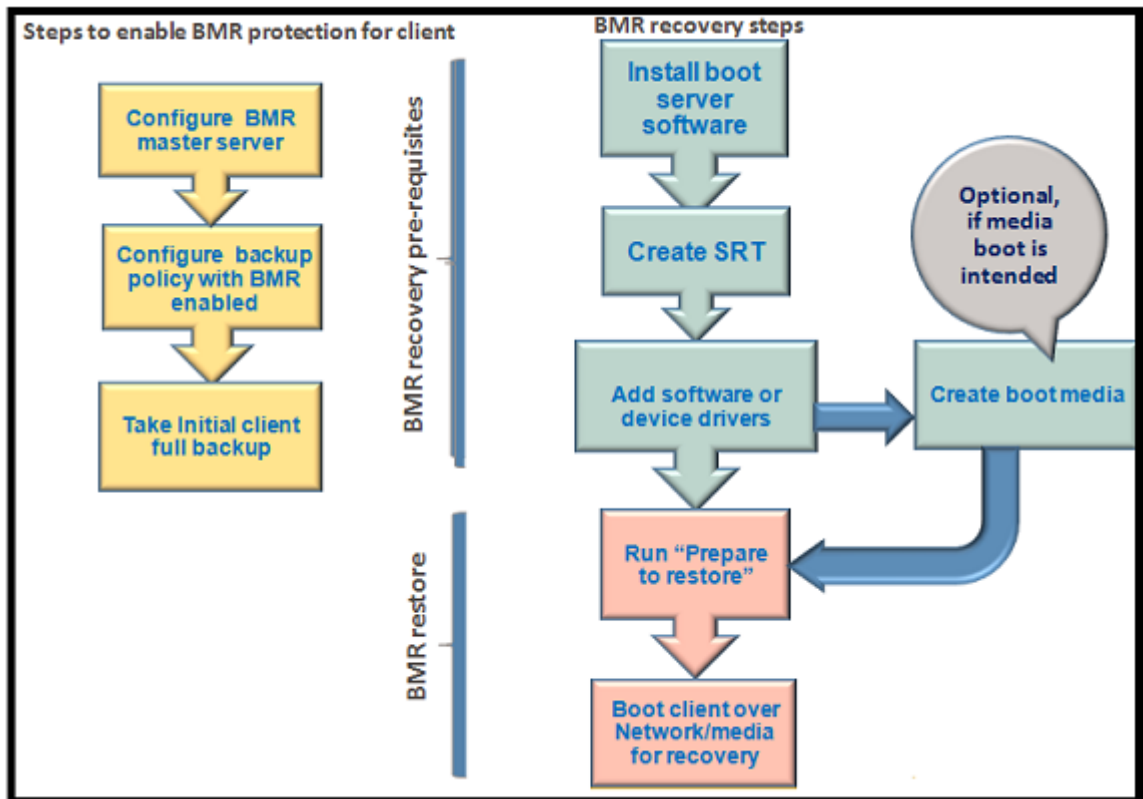 Steps to enable BMR protection for client
Configure BMR
master server
Configure backup
policy with BMR
enabled
Take Initial client
full backup
BMR recovery pre-requisites
BMR restore
BMR recovery steps
Install boot
server
software
Create SRT
Add software or
device drivers
Optional,
if media
boot is
intended
Create boot media
Run “Prepare
to restore”
Boot client over
Network/media
for recovery